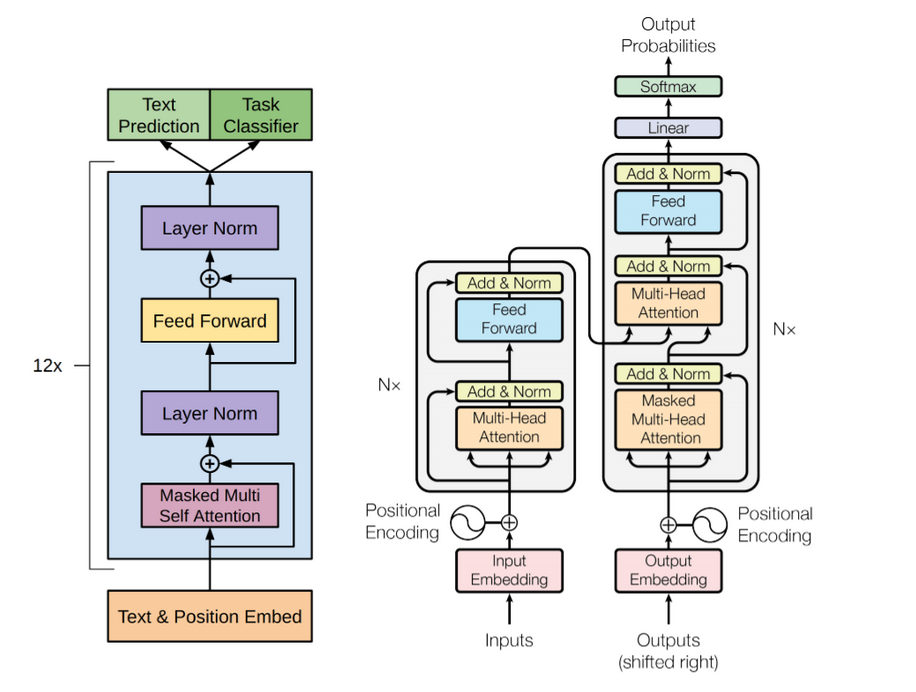 Text
Prediction
Task
Classifier
Layer Norm
Feed Forward
12x
Layer Norm
Masked Multi
Self Attention
Text & Position Embed
Add & Norm
Feed
Forward
Nx
Add & Norm
Multi-Head
Attention
Positional
Encoding
Input
Embedding
Inputs
Output
Probabilities
Softmax
Linear
Add & Norm
Feed
Forward
Add & Norm
Multi-Head
Attention
Nx
Add & Norm
Masked
Multi-Head
Attention
Positional
Encoding
Output
Embedding
Outputs
(shifted right)